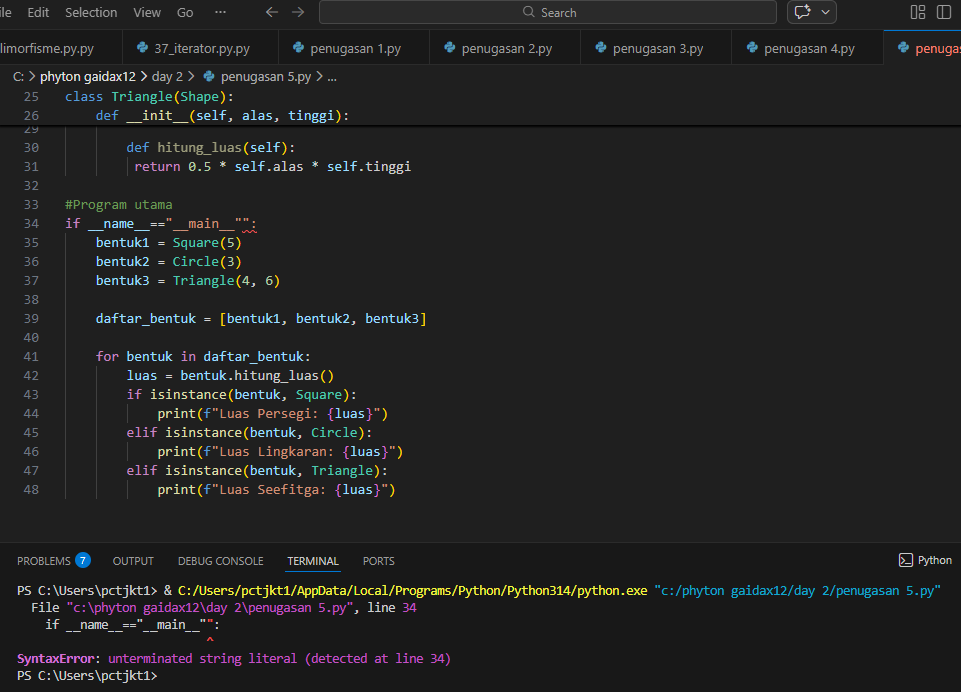 ile Edit Selection View Go ··· Search
limorfisme.py.py 37_iterator.py.py penugasan 1.py penugasan 2.py penugasan 3.py penugasan 4.py penugas
C: > phyton gaidax12 > day 2 > penugasan 5.py > ...
25 class Triangle(Shape):
26 def __init__(self, alas, tinggi):
29
30 def hitung_luas(self):
31 return 0.5 * self.alas * self.tinggi
32
33 #Program utama
34 if __name__=="__main__"":
35 bentuk1 = Square(5)
36 bentuk2 = Circle(3)
37 bentuk3 = Triangle(4, 6)
38
39 daftar_bentuk = [bentuk1, bentuk2, bentuk3]
40
41 for bentuk in daftar_bentuk:
42 luas = bentuk.hitung_luas()
43 if isinstance(bentuk, Square):
44 print(f"Luas Persegi: {luas}")
45 elif isinstance(bentuk, Circle):
46 print(f"Luas Lingkaran: {luas}")
47 elif isinstance(bentuk, Triangle):
48 print(f"Luas Seefitga: {luas}")
PROBLEMS 7 OUTPUT DEBUG CONSOLE TERMINAL PORTS Python
PS C:\Users\pctjkt1> & C:/Users/pctjkt1/AppData/Local/Programs/Python/Python314/python.exe "c:/phyton gaidax12/day 2/penugasan 5.py"
File "c:\phyton gaidax12\day 2\penugasan 5.py", line 34
if __name__=="__main__"":
^
SyntaxError: unterminated string literal (detected at line 34)
PS C:\Users\pctjkt1>